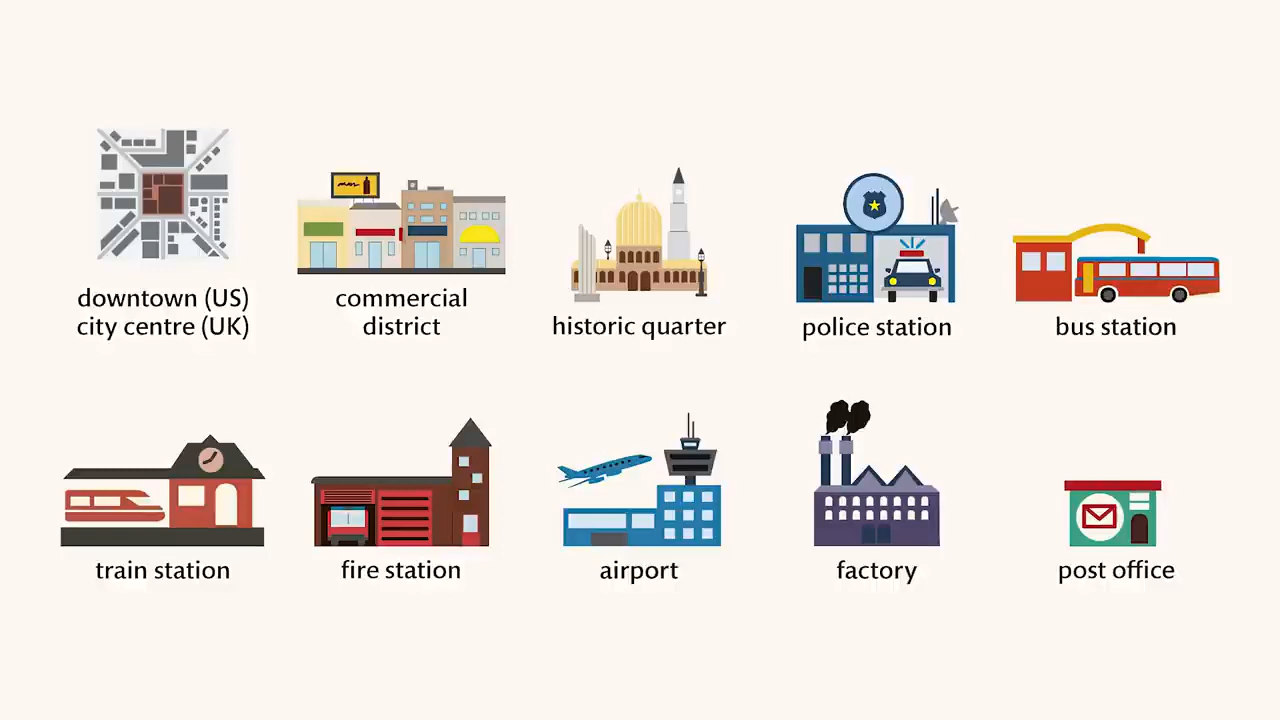 downtown (US)
city centre (UK)
commercial
district
historic quarter
police station
bus station
train station
fire station
airport
factory
post office